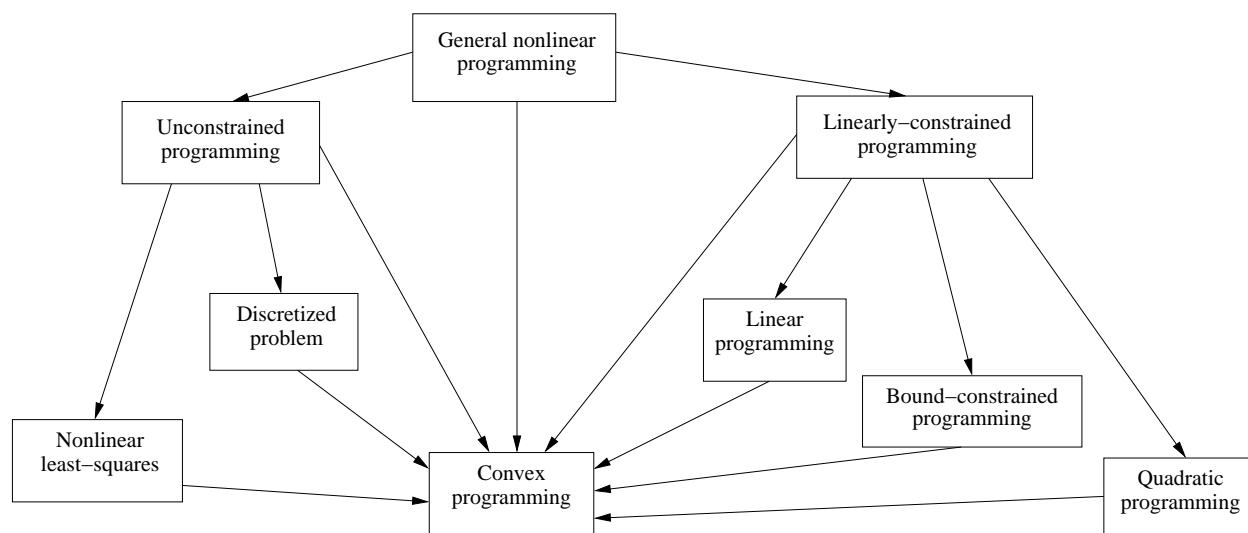 General nonlinear
programming
Unconstrained
programming
Linearly−constrained
programming
Discretized
problem
Linear
programming
Bound−constrained
programming
Nonlinear
least−squares
Convex
programming
Quadratic
programming